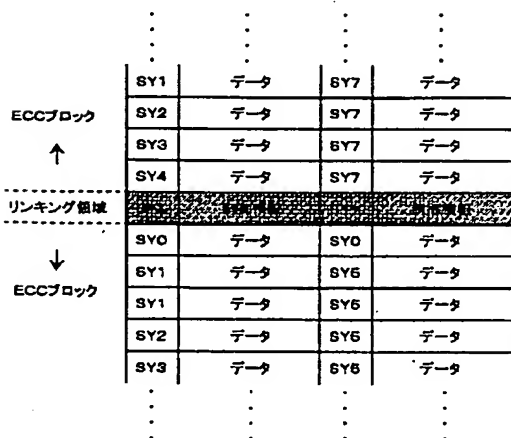 SY1 データ SY7 データ
SY2 データ SY7 データ
ECCブロック
SY3 データ SY7 データ
↑
SY4 データ SY7 データ
リンキング領域
SY0 データ SY0 データ
↓
SY1 データ SY5 データ
ECCブロック
SY1 データ SY5 データ
SY2 データ SY5 データ
SY3 データ SY5 データ